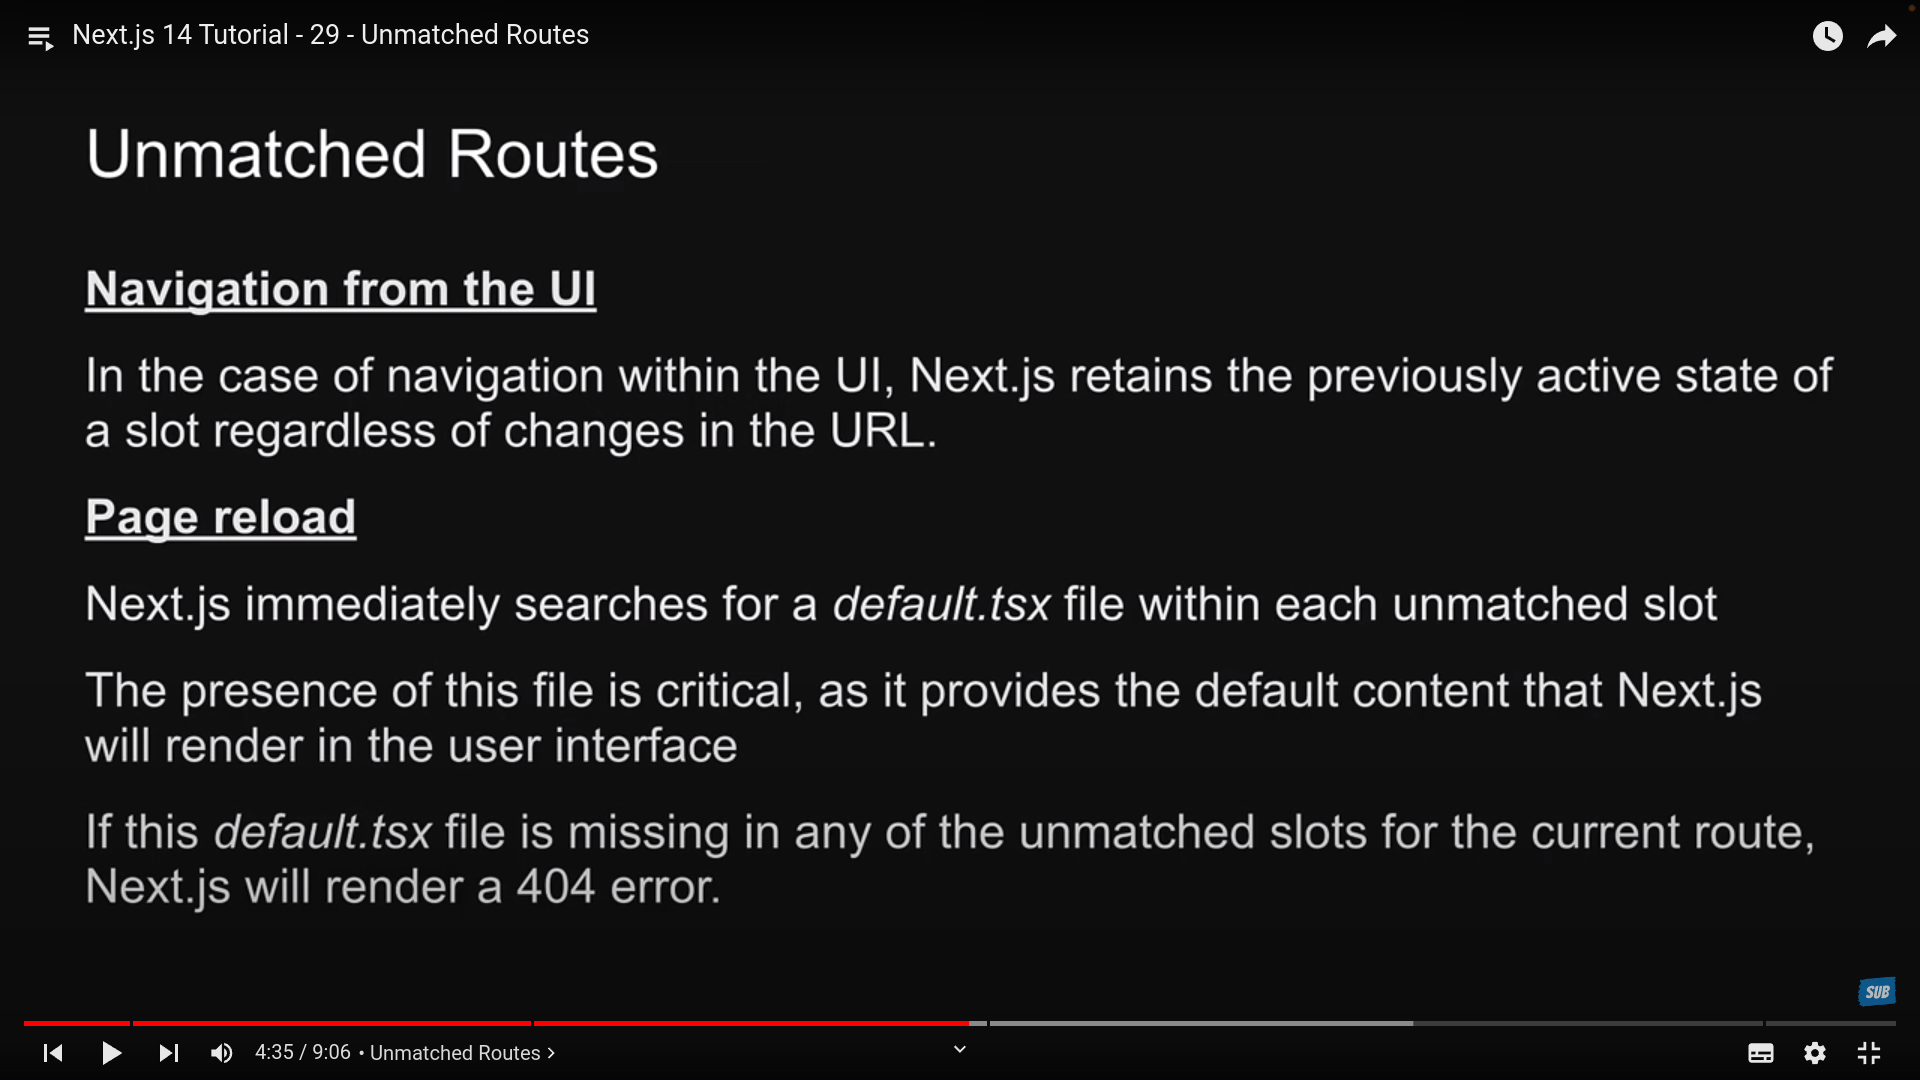 Next.js 14 Tutorial - 29 - Unmatched Routes
Unmatched Routes
Navigation from the UI
In the case of navigation within the UI, Next.js retains the previously active state of
a slot regardless of changes in the URL.
Page reload
Next.js immediately searches for a default.tsx file within each unmatched slot
The presence of this file is critical, as it provides the default content that Next.js
will render in the user interface
If this default.tsx file is missing in any of the unmatched slots for the current route,
Next.js will render a 404 error.
SUB
4:35 / 9:06 • Unmatched Routes